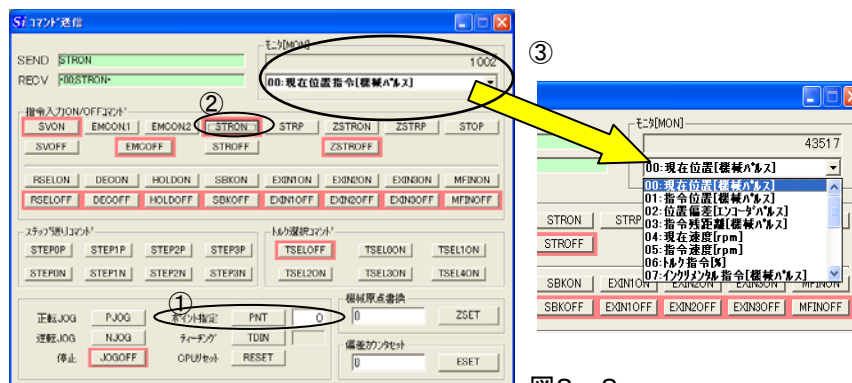 Si コマンド送信
SEND STRON
RECV *00;STRON*
モニタ[MON]
1002
00:現在位置指令[機械パルス]
指令入力ON/OFFコマンド
②
SVON EMCON.1 EMCON2 STRON STRP ZSTRON ZSTRP STOP
SVOFF EMCOFF STROFF ZSTROFF
RSELON DECON HOLDON SBKON EXIN1ON EXIN2ON EXIN3ON MFINON
RSELOFF DECOFF HOLDOFF SBKOFF EXIN1OFF EXIN2OFF EXIN3OFF MFINOFF
ステップ送りコマンド
STEP0P STEP1P STEP2P STEP3P
STEP0N STEP1N STEP2N STEP3N
トルク選択コマンド
TSELOFF TSEL0ON TSEL1ON
TSEL2ON TSEL3ON TSEL4ON
①
正転JOG PJOG ポイント指定 PNT 0
逆転JOG NJOG ティーチング TDIN
停止 JOGOFF CPUリセット RESET
機械原点書換
0 ZSET
偏差カウンタセット
0 ESET
③
モニタ[MON]
43517
00:現在位置[機械パルス]
00:現在位置[機械パルス]
01:指令位置[機械パルス]
02:位置偏差[エンコーダパルス]
03:指令残距離[機械パルス]
04:現在速度[rpm]
05:指令速度[rpm]
06:トルク指令[%]
07:インクリメンタル指令[機械パルス]
STRON STRP
STROFF
SBKON EXIN1ON EXIN2ON EXIN3ON MFINON
SBKOFF EXIN1OFF EXIN2OFF EXIN3OFF MFINOFF